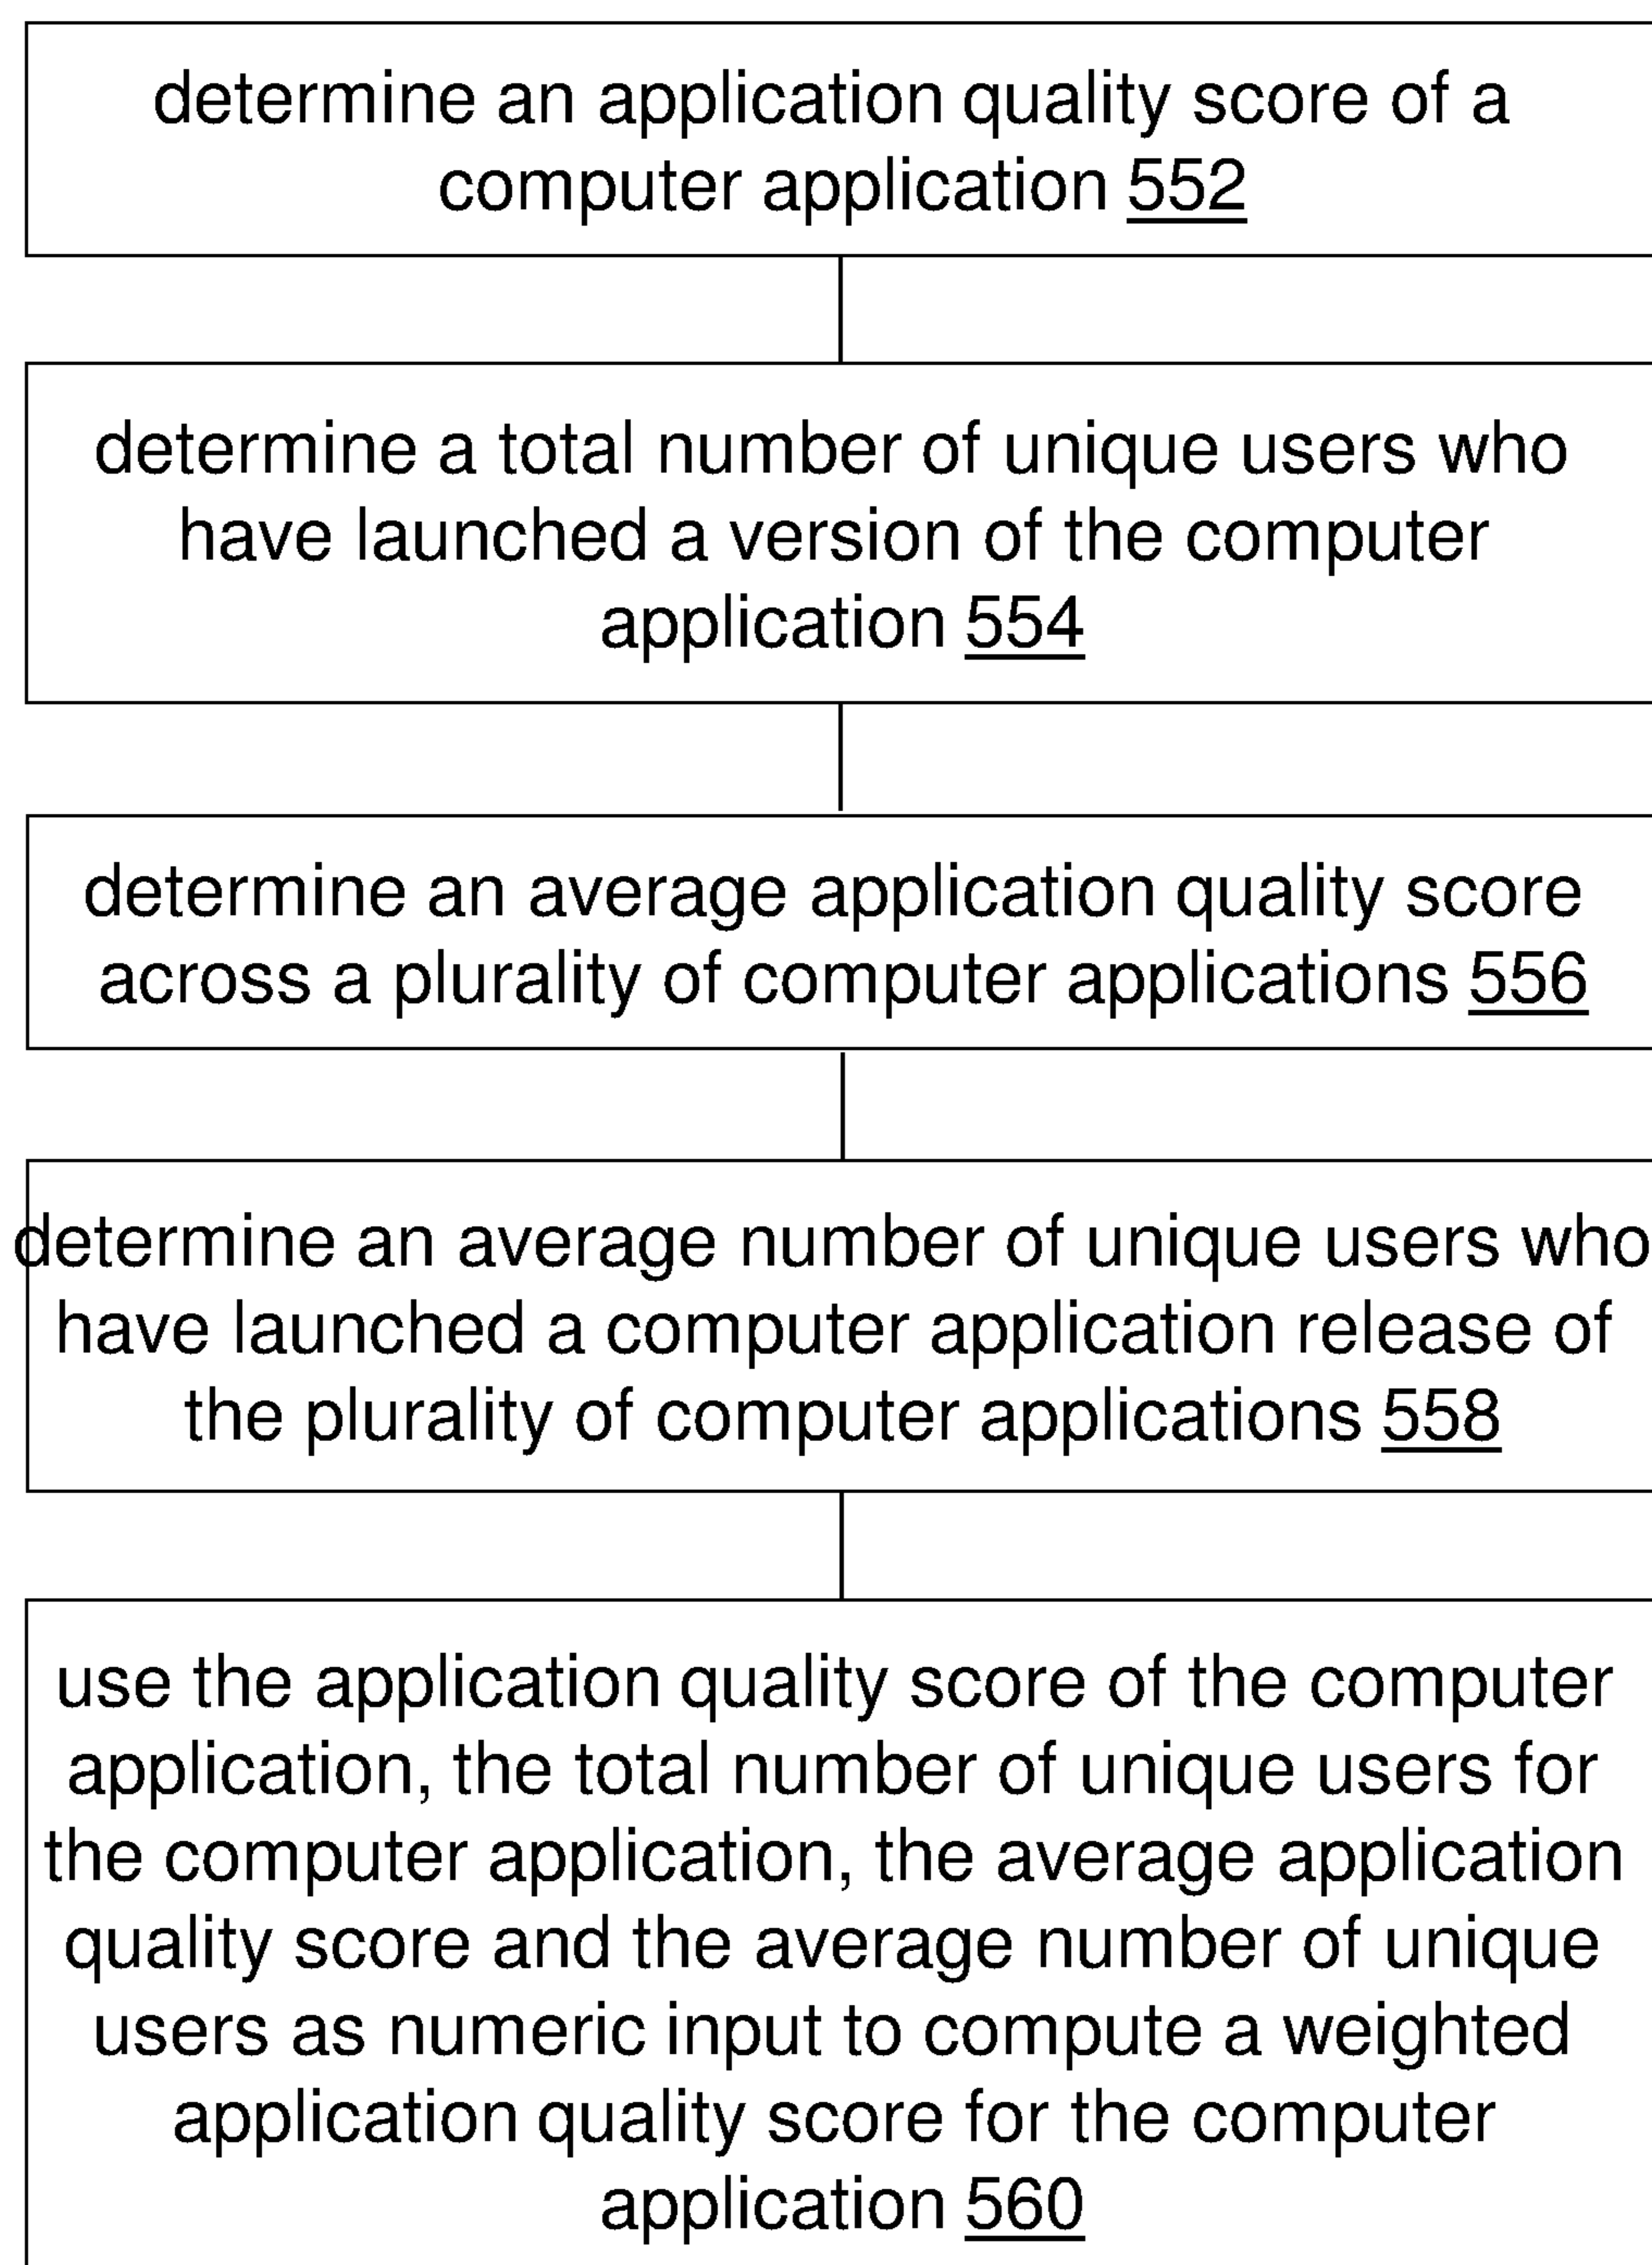 determine an application quality score of a
computer application 552
determine a total number of unique users who
have launched a version of the computer
application 554
determine an average application quality score
across a plurality of computer applications 556
determine an average number of unique users who
have launched a computer application release of
the plurality of computer applications 558
use the application quality score of the computer
application, the total number of unique users for
the computer application, the average application
quality score and the average number of unique
users as numeric input to compute a weighted
application quality score for the computer
application 560